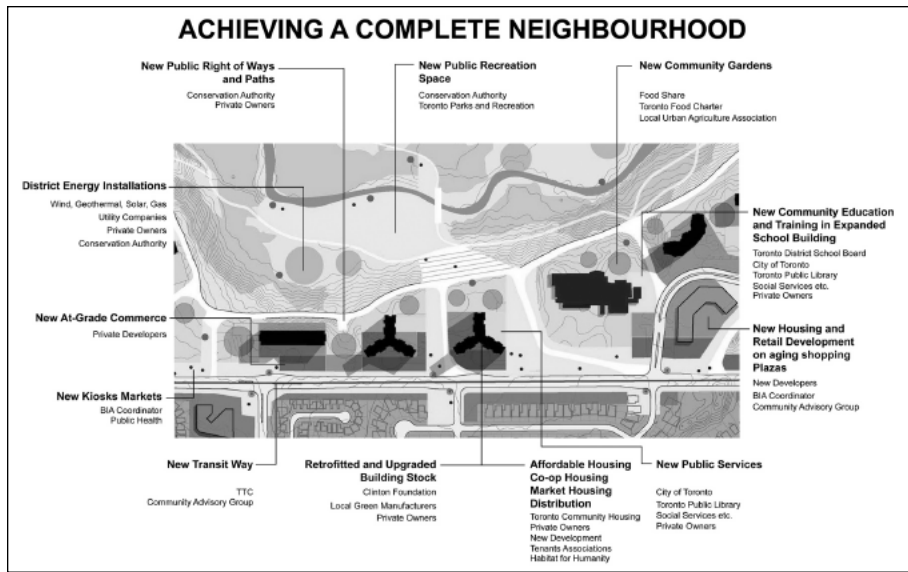 ACHIEVING A COMPLETE NEIGHBOURHOOD
New Public Right of Ways
and Paths
Conservation Authority
Private Owners
New Public Recreation
Space
Conservation Authority
Toronto Parks and Recreation
New Community Gardens
Food Share
Toronto Food Charter
Local Urban Agriculture Association
District Energy Installations
Wind, Geothermal, Solar, Gas
Utility Companies
Private Owners
Conservation Authority
New Community Education
and Training in Expanded
School Building
Toronto District School Board
City of Toronto
Toronto Public Library
Social Services etc.
Private Owners
New At-Grade Commerce
Private Developers
New Housing and
Retail Development
on aging shopping
Plazas
New Developers
BIA Coordinator
Community Advisory Group
New Kiosks Markets
BIA Coordinator
Public Health
New Transit Way
TTC
Community Advisory Group
Retrofitted and Upgraded
Building Stock
Clinton Foundation
Local Green Manufacturers
Private Owners
Affordable Housing
Co-op Housing
Market Housing
Distribution
Toronto Community Housing
Private Owners
New Development
Tenants Associations
Habitat for Humanity
New Public Services
City of Toronto
Toronto Public Library
Social Services etc.
Private Owners